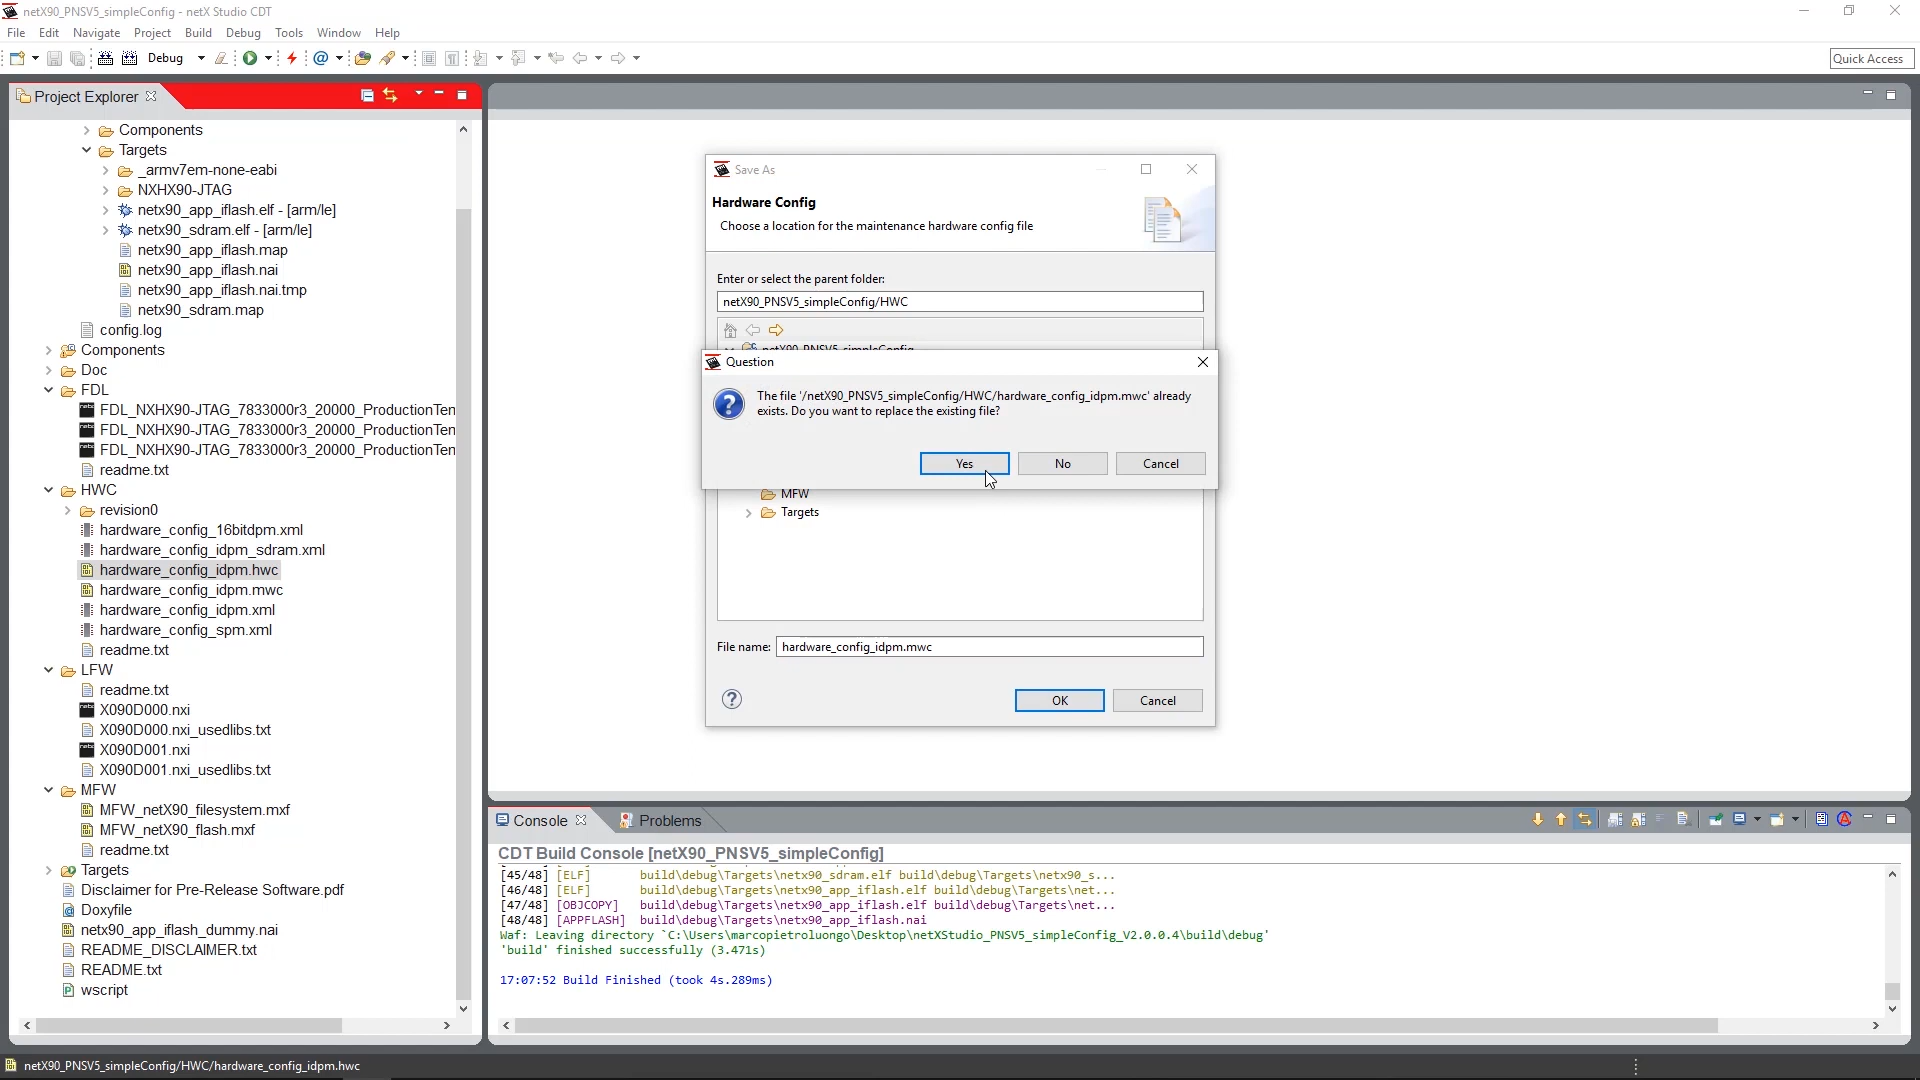 netX90_PNSV5_simpleConfig - netX Studio CDT
File Edit Navigate Project Build Debug Tools Window Help
Debug
Quick Access
Project Explorer
Components
Targets
_armv7em-none-eabi
NXHX90-JTAG
netx90_app_iflash.elf - [arm/le]
netx90_sdram.elf - [arm/le]
netx90_app_iflash.map
netx90_app_iflash.nai
netx90_app_iflash.nai.tmp
netx90_sdram.map
config.log
Components
Doc
FDL
FDL_NXHX90-JTAG_7833000r3_20000_ProductionTen
FDL_NXHX90-JTAG_7833000r3_20000_ProductionTen
FDL_NXHX90-JTAG_7833000r3_20000_ProductionTen
readme.txt
HWC
revision0
hardware_config_16bitdpm.xml
hardware_config_idpm_sdram.xml
hardware_config_idpm.hwc
hardware_config_idpm.mwc
hardware_config_idpm.xml
hardware_config_spm.xml
readme.txt
LFW
readme.txt
X090D000.nxi
X090D000.nxi_usedlibs.txt
X090D001.nxi
X090D001.nxi_usedlibs.txt
MFW
MFW_netX90_filesystem.mxf
MFW_netX90_flash.mxf
readme.txt
Targets
Disclaimer for Pre-Release Software.pdf
Doxyfile
netx90_app_iflash_dummy.nai
README_DISCLAIMER.txt
README.txt
wscript
Save As
Hardware Config
Choose a location for the maintenance hardware config file
Enter or select the parent folder:
netX90_PNSV5_simpleConfig/HWC
netX90_PNSV5_simpleConfig
Question
The file '/netX90_PNSV5_simpleConfig/HWC/hardware_config_idpm.mwc' already
exists. Do you want to replace the existing file?
Yes No Cancel
MFW
Targets
File name: hardware_config_idpm.mwc
OK Cancel
Console Problems
CDT Build Console [netX90_PNSV5_simpleConfig]
[45/48] [ELF] build\debug\Targets\netx90_sdram.elf build\debug\Targets\netx90_s...
[46/48] [ELF] build\debug\Targets\netx90_app_iflash.elf build\debug\Targets\net...
[47/48] [OBJCOPY] build\debug\Targets\netx90_app_iflash.elf build\debug\Targets\net...
[48/48] [APPFLASH] build\debug\Targets\netx90_app_iflash.nai
Waf: Leaving directory `C:\Users\marcopietroluongo\Desktop\netXStudio_PNSV5_simpleConfig_V2.0.0.4\build\debug'
'build' finished successfully (3.471s)
17:07:52 Build Finished (took 4s.289ms)
netX90_PNSV5_simpleConfig/HWC/hardware_config_idpm.hwc